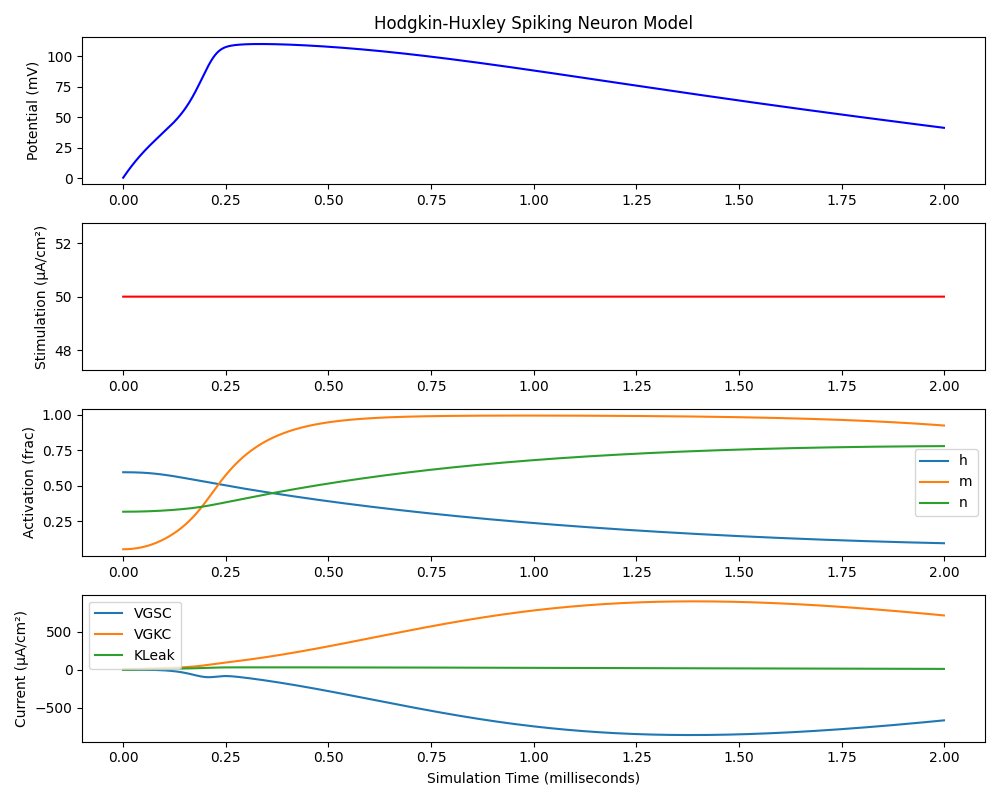 Hodgkin-Huxley Spiking Neuron Model
Potential (mV)
100
75
50
25
0
0.00 0.25 0.50 0.75 1.00 1.25 1.50 1.75 2.00
Stimulation (µA/cm²)
52
50
48
0.00 0.25 0.50 0.75 1.00 1.25 1.50 1.75 2.00
Activation (frac)
1.00
0.75
0.50
0.25
h
m
n
0.00 0.25 0.50 0.75 1.00 1.25 1.50 1.75 2.00
Current (µA/cm²)
500
0
−500
VGSC
VGKC
KLeak
0.00 0.25 0.50 0.75 1.00 1.25 1.50 1.75 2.00
Simulation Time (milliseconds)